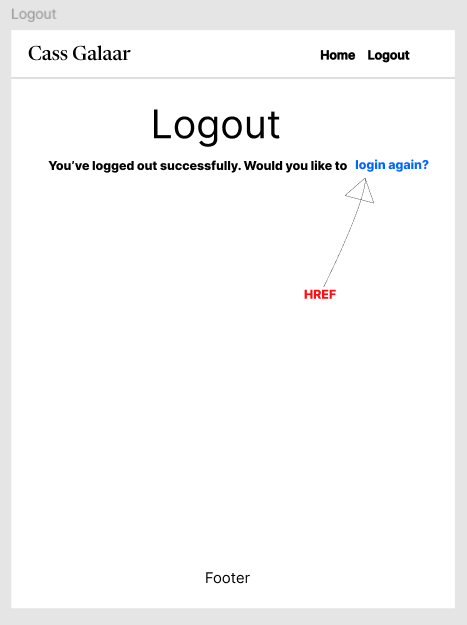 Logout
Cass Galaar Home Logout
Logout
You’ve logged out successfully. Would you like to login again?
HREF
Footer